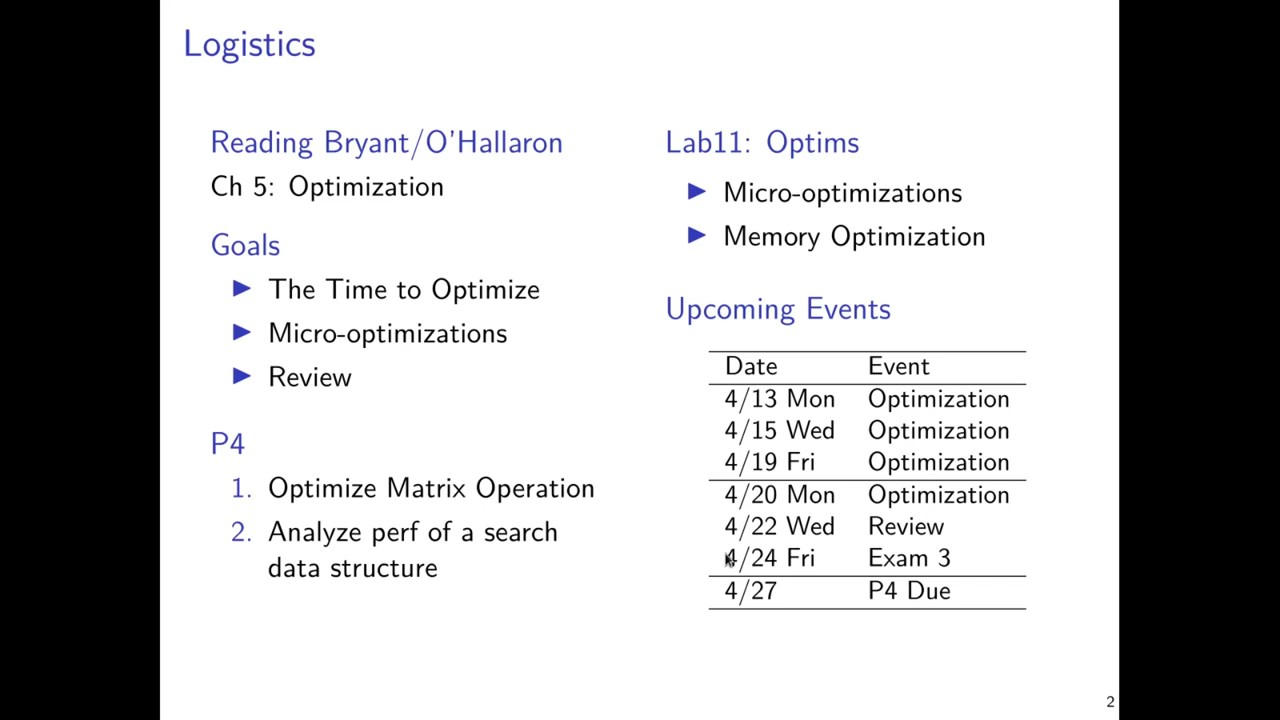 Logistics
Reading Bryant/O'Hallaron
Ch 5: Optimization
Goals
▶ The Time to Optimize
▶ Micro-optimizations
▶ Review
P4
1. Optimize Matrix Operation
2. Analyze perf of a search
data structure
Lab11: Optims
▶ Micro-optimizations
▶ Memory Optimization
Upcoming Events
Date Event
4/13 Mon Optimization
4/15 Wed Optimization
4/19 Fri Optimization
4/20 Mon Optimization
4/22 Wed Review
4/24 Fri Exam 3
4/27 P4 Due
2